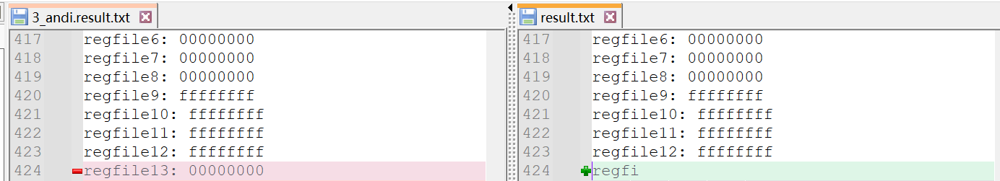 3_andi.result.txt
417 regfile6: 00000000
418 regfile7: 00000000
419 regfile8: 00000000
420 regfile9: ffffffff
421 regfile10: ffffffff
422 regfile11: ffffffff
423 regfile12: ffffffff
424 regfile13: 00000000
result.txt
417 regfile6: 00000000
418 regfile7: 00000000
419 regfile8: 00000000
420 regfile9: ffffffff
421 regfile10: ffffffff
422 regfile11: ffffffff
423 regfile12: ffffffff
424 regfi